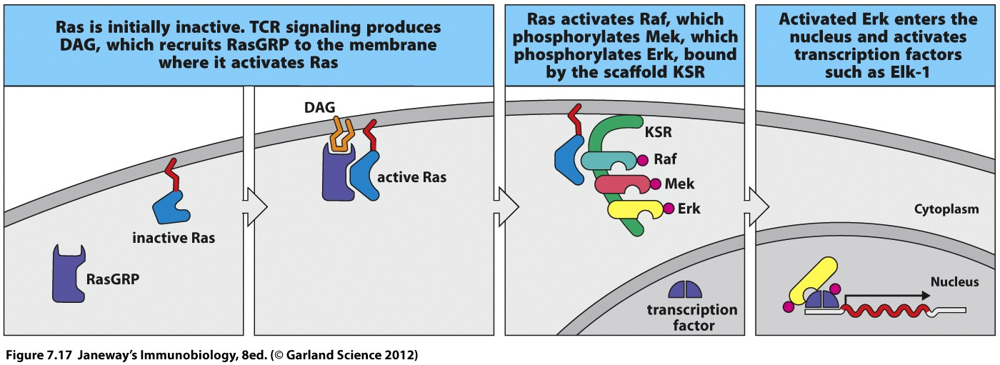 Ras is initially inactive. TCR signaling produces
DAG, which recruits RasGRP to the membrane
where it activates Ras
Ras activates Raf, which
phosphorylates Mek, which
phosphorylates Erk, bound
by the scaffold KSR
Activated Erk enters the
nucleus and activates
transcription factors
such as Elk-1
inactive Ras
RasGRP
DAG
active Ras
KSR
Raf
Mek
Erk
transcription
factor
Cytoplasm
Nucleus
Figure 7.17 Janeway's Immunobiology, 8ed. (© Garland Science 2012)